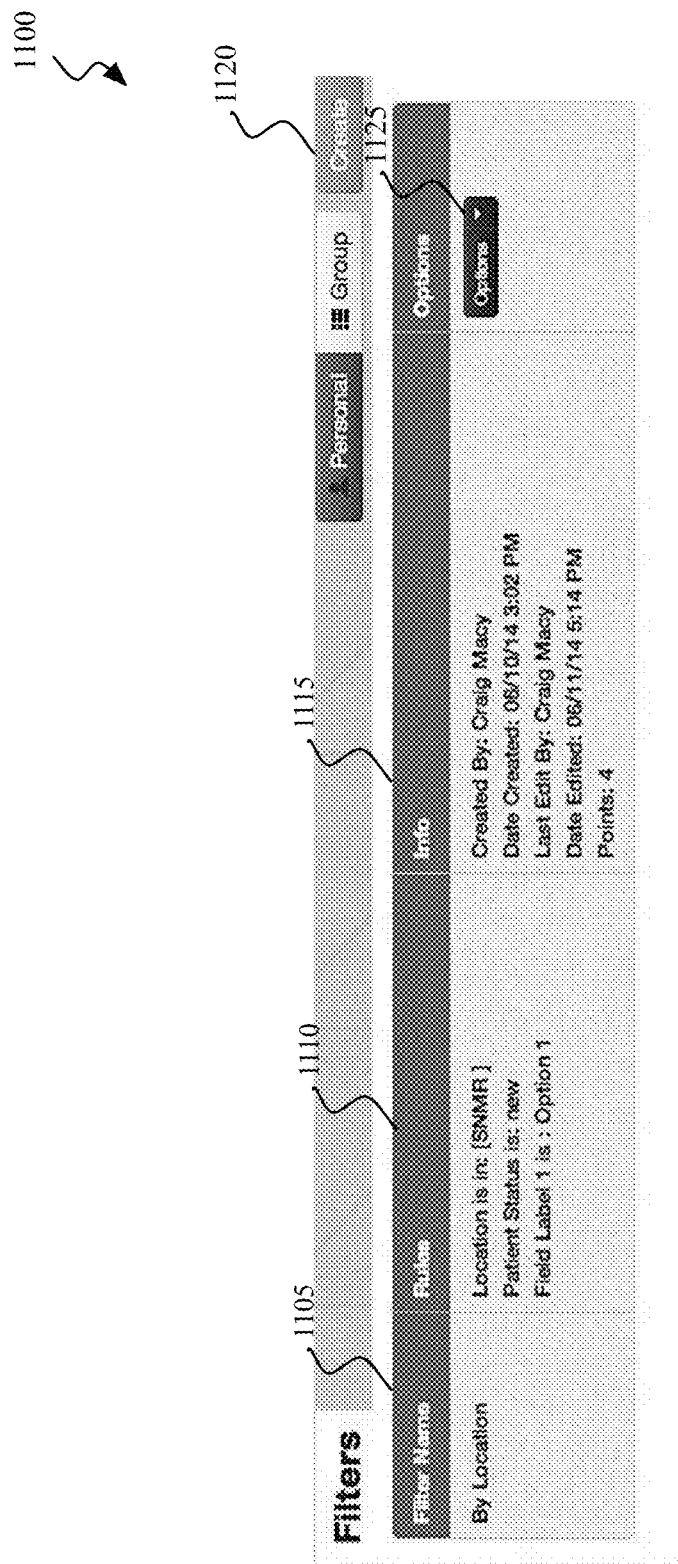 1100
1120
Filters
Personal
Group
Create
1105
1110
1115
1125
Filter Name
Rules
Info
Options
By Location
Location is in: [SNMR ]
Patient Status is: new
Field Label 1 is : Option 1
Created By: Craig Macy
Date Created: 06/10/14 3:02 PM
Last Edit By: Craig Macy
Date Edited: 06/11/14 5:14 PM
Points: 4
Options